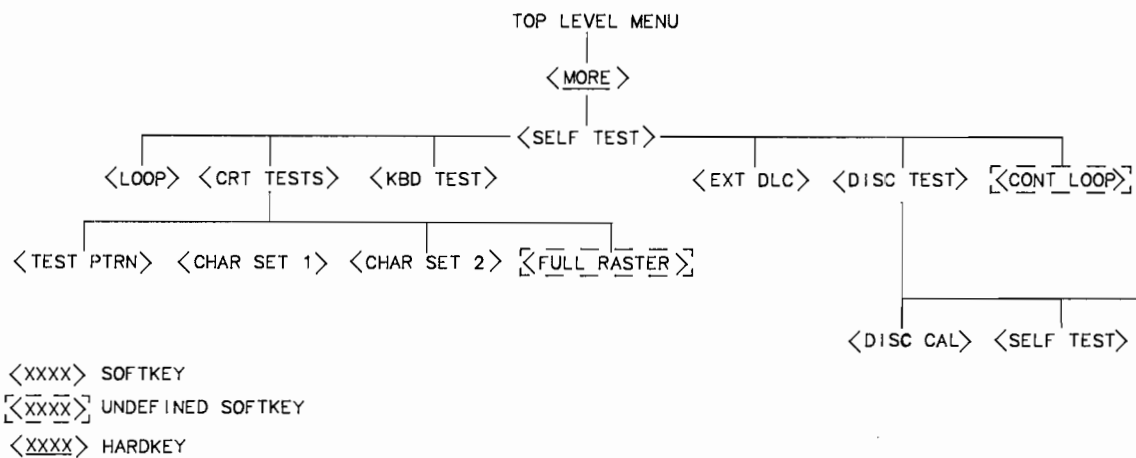 TOP LEVEL MENU
<MORE>
<SELF TEST>
<LOOP> <CRT TESTS> <KBD TEST> <EXT DLC> <DISC TEST> [<CONT LOOP>]
<TEST PTRN> <CHAR SET 1> <CHAR SET 2> [<FULL RASTER>]
<DISC CAL> <SELF TEST>
<XXXX> SOFTKEY
[<XXXX>] UNDEFINED SOFTKEY
<XXXX> HARDKEY